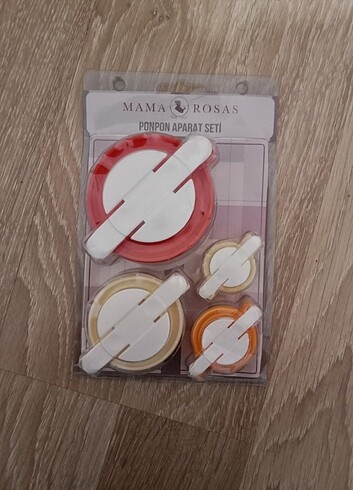 MAMA ROSAS
PONPON APARAT SETİ